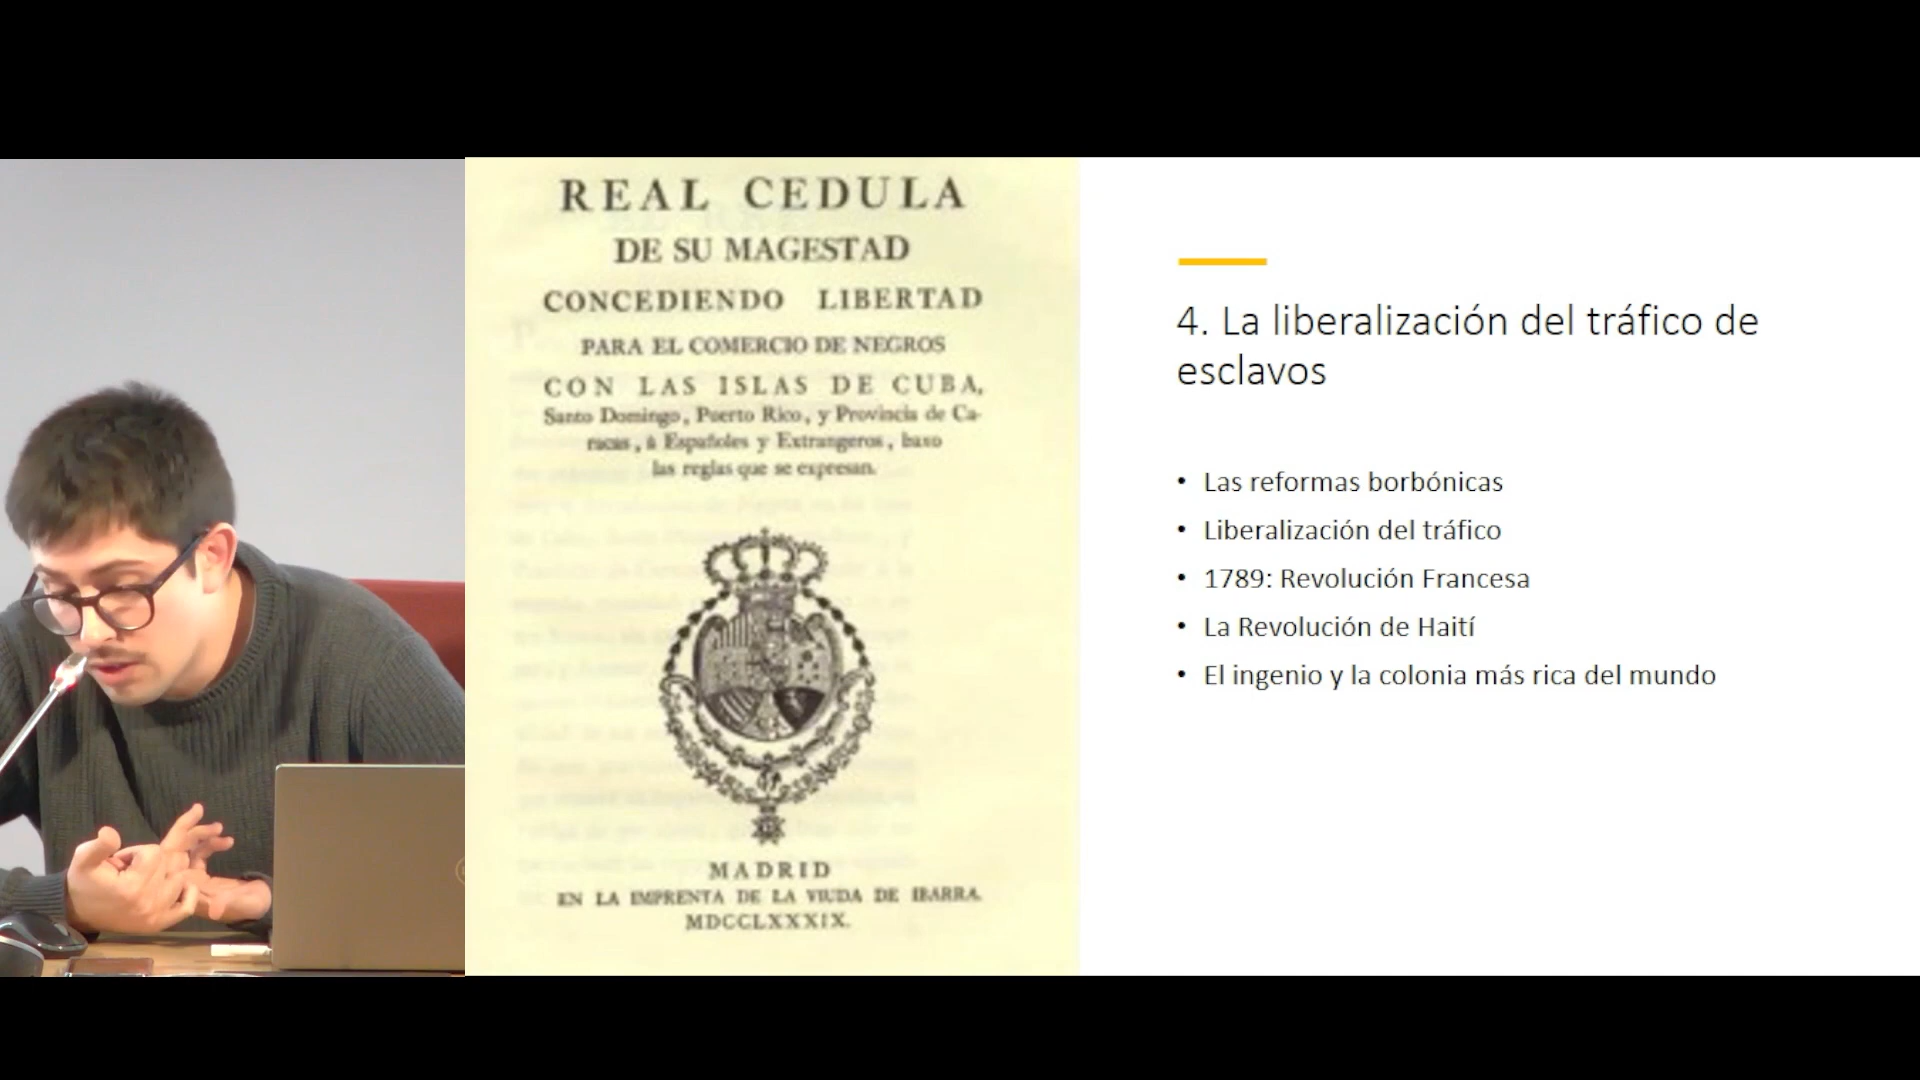 REAL CEDULA
DE SU MAGESTAD
CONCEDIENDO LIBERTAD
PARA EL COMERCIO DE NEGROS
CON LAS ISLAS DE CUBA,
Santo Domingo, Puerto Rico, y Provincia de Ca-
racas, á Españoles y Extrangeros, baxo
las reglas que se expresan.
MADRID
EN LA IMPRENTA DE LA VIUDA DE IBARRA.
MDCCLXXXIX.
4. La liberalización del tráfico de
esclavos
• Las reformas borbónicas
• Liberalización del tráfico
• 1789: Revolución Francesa
• La Revolución de Haití
• El ingenio y la colonia más rica del mundo